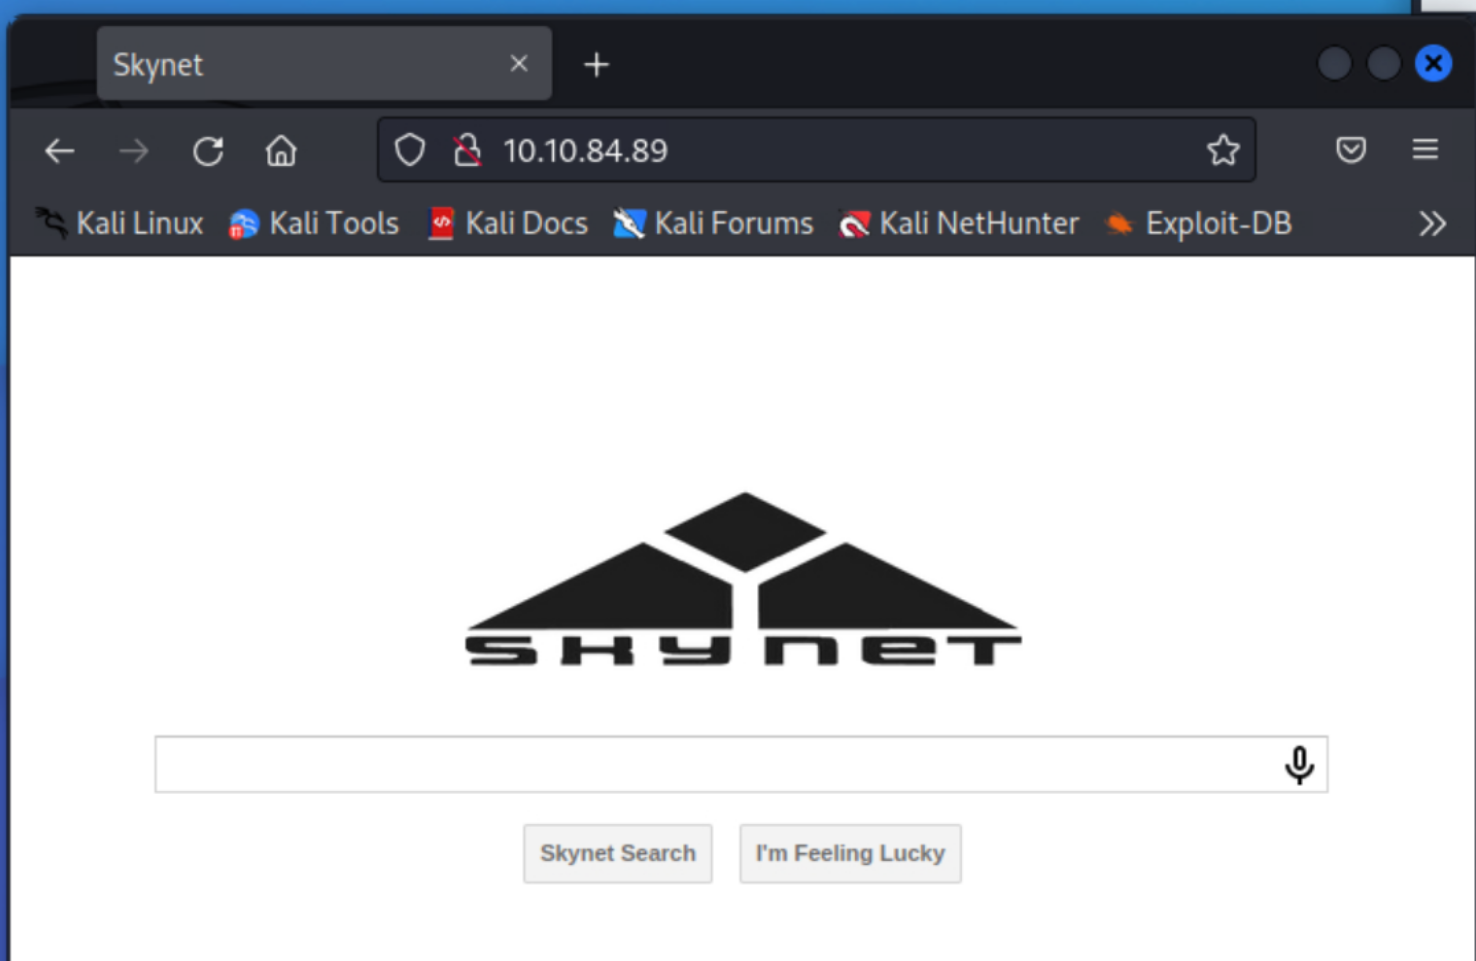 Skynet
10.10.84.89
Kali Linux Kali Tools Kali Docs Kali Forums Kali NetHunter Exploit-DB
SKYNET
Skynet Search I'm Feeling Lucky